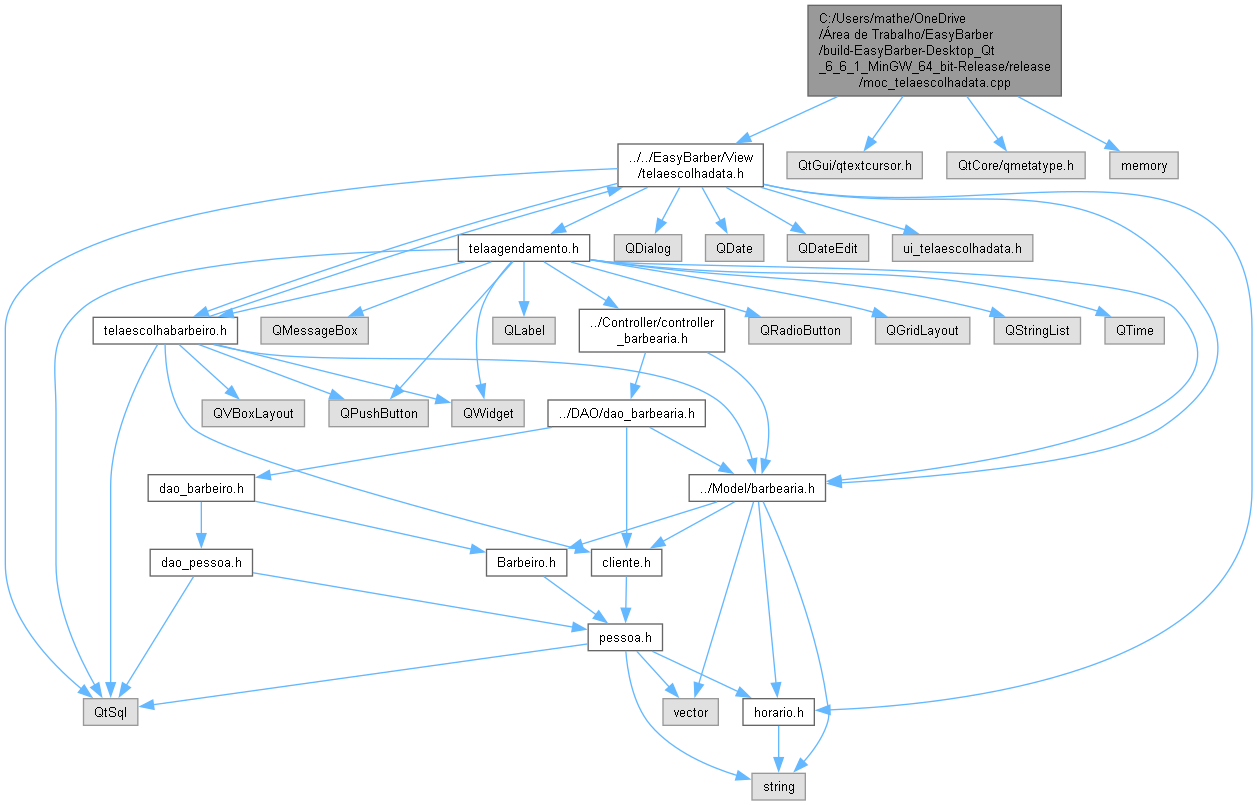 C:/Users/mathe/OneDrive
/Área de Trabalho/EasyBarber
/build-EasyBarber-Desktop_Qt
_6_6_1_MinGW_64_bit-Release/release
/moc_telaescolhadata.cpp
../../EasyBarber/View
/telaescolhadata.h
QtGui/qtextcursor.h
QtCore/qmetatype.h
memory
telaagendamento.h
QDialog
QDate
QDateEdit
ui_telaescolhadata.h
telaescolhabarbeiro.h
QMessageBox
QLabel
../Controller/controller
_barbearia.h
QRadioButton
QGridLayout
QStringList
QTime
QVBoxLayout
QPushButton
QWidget
../DAO/dao_barbearia.h
dao_barbeiro.h
../Model/barbearia.h
dao_pessoa.h
Barbeiro.h
cliente.h
pessoa.h
QtSql
vector
horario.h
string